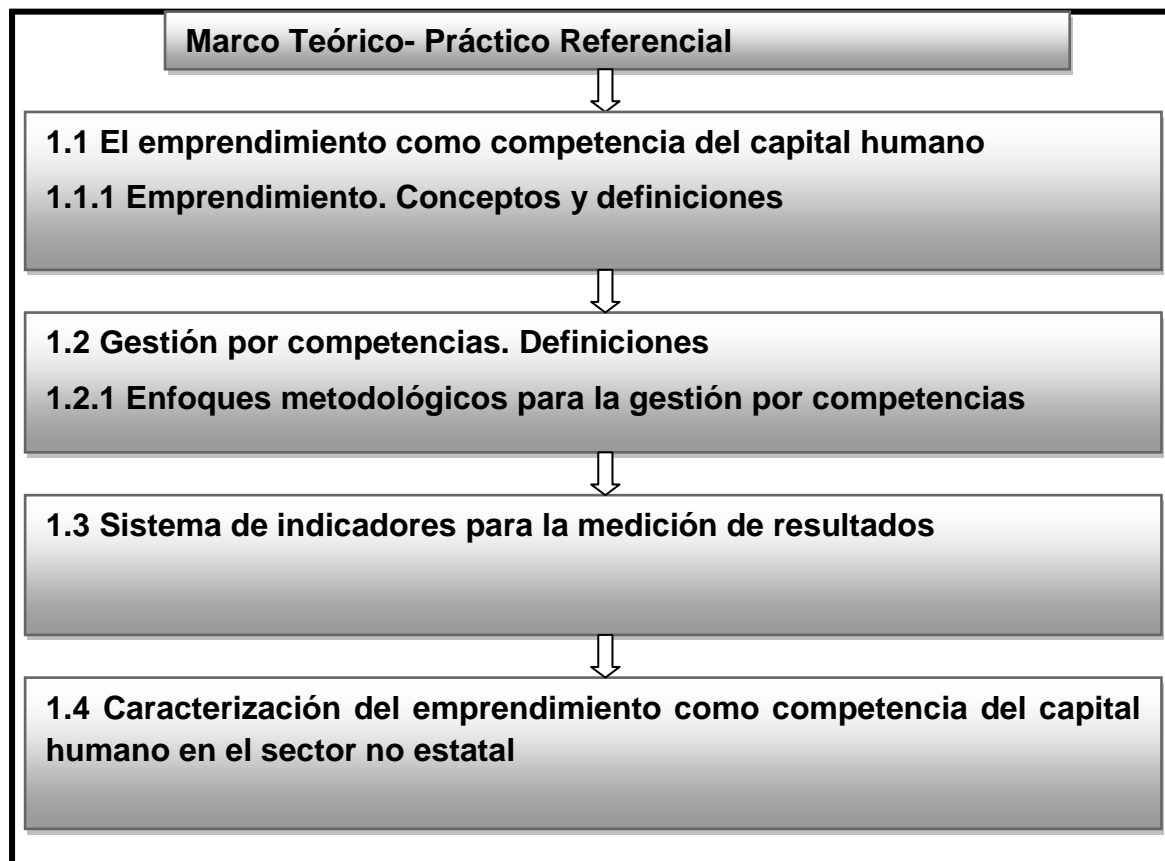 Marco Teórico- Práctico Referencial
1.1 El emprendimiento como competencia del capital humano
1.1.1 Emprendimiento. Conceptos y definiciones
1.2 Gestión por competencias. Definiciones
1.2.1 Enfoques metodológicos para la gestión por competencias
1.3 Sistema de indicadores para la medición de resultados
1.4 Caracterización del emprendimiento como competencia del capital
humano en el sector no estatal